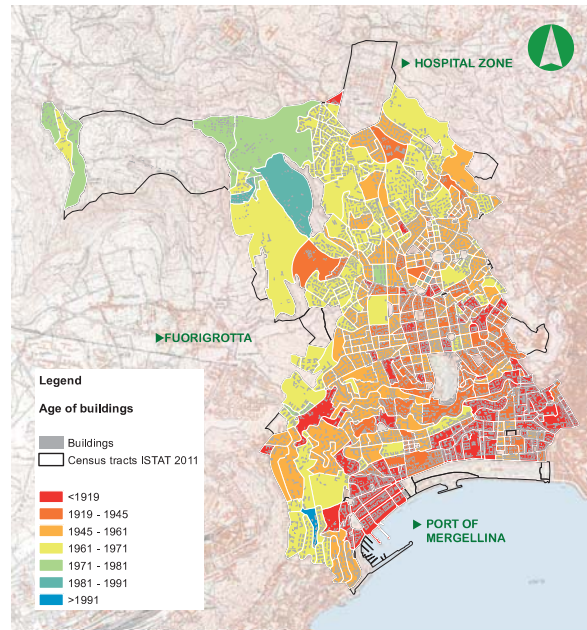 HOSPITAL ZONE
FUORIGROTTA
Legend
Age of buildings
Buildings
Census tracts ISTAT 2011
<1919
1919 - 1945
1945 - 1961
1961 - 1971
1971 - 1981
1981 - 1991
>1991
PORT OF
MERGELLINA